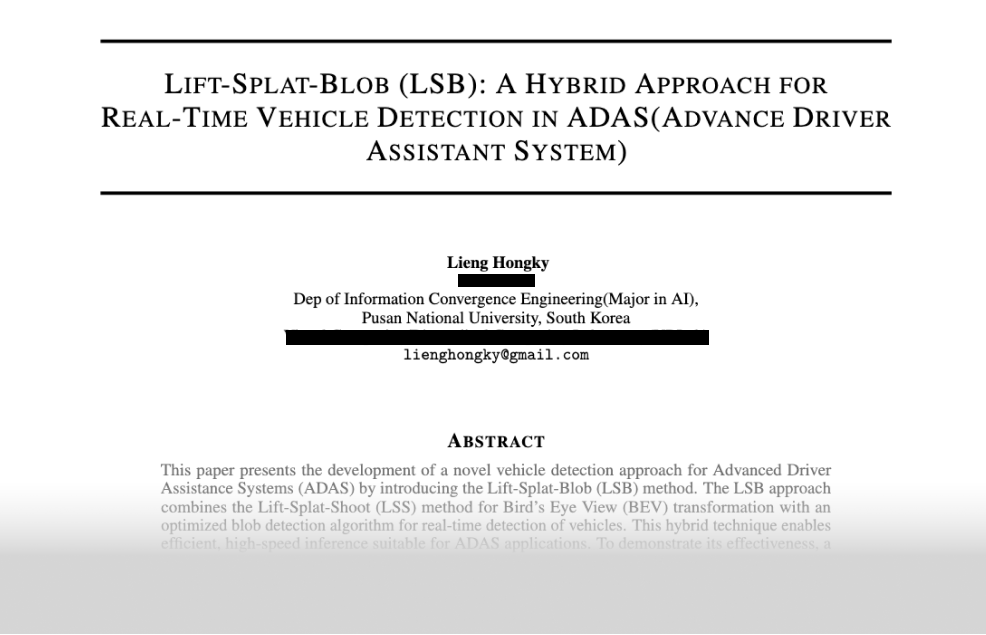 LIFT-SPLAT-BLOB (LSB): A HYBRID APPROACH FOR
REAL-TIME VEHICLE DETECTION IN ADAS(ADVANCE DRIVER
ASSISTANT SYSTEM)
Lieng Hongky
Dep of Information Convergence Engineering(Major in AI),
Pusan National University, South Korea
lienghongky@gmail.com
ABSTRACT
This paper presents the development of a novel vehicle detection approach for Advanced Driver
Assistance Systems (ADAS) by introducing the Lift-Splat-Blob (LSB) method. The LSB approach
combines the Lift-Splat-Shoot (LSS) method for Bird's Eye View (BEV) transformation with an
optimized blob detection algorithm for real-time detection of vehicles. This hybrid technique enables
efficient, high-speed inference suitable for ADAS applications. To demonstrate its effectiveness, a